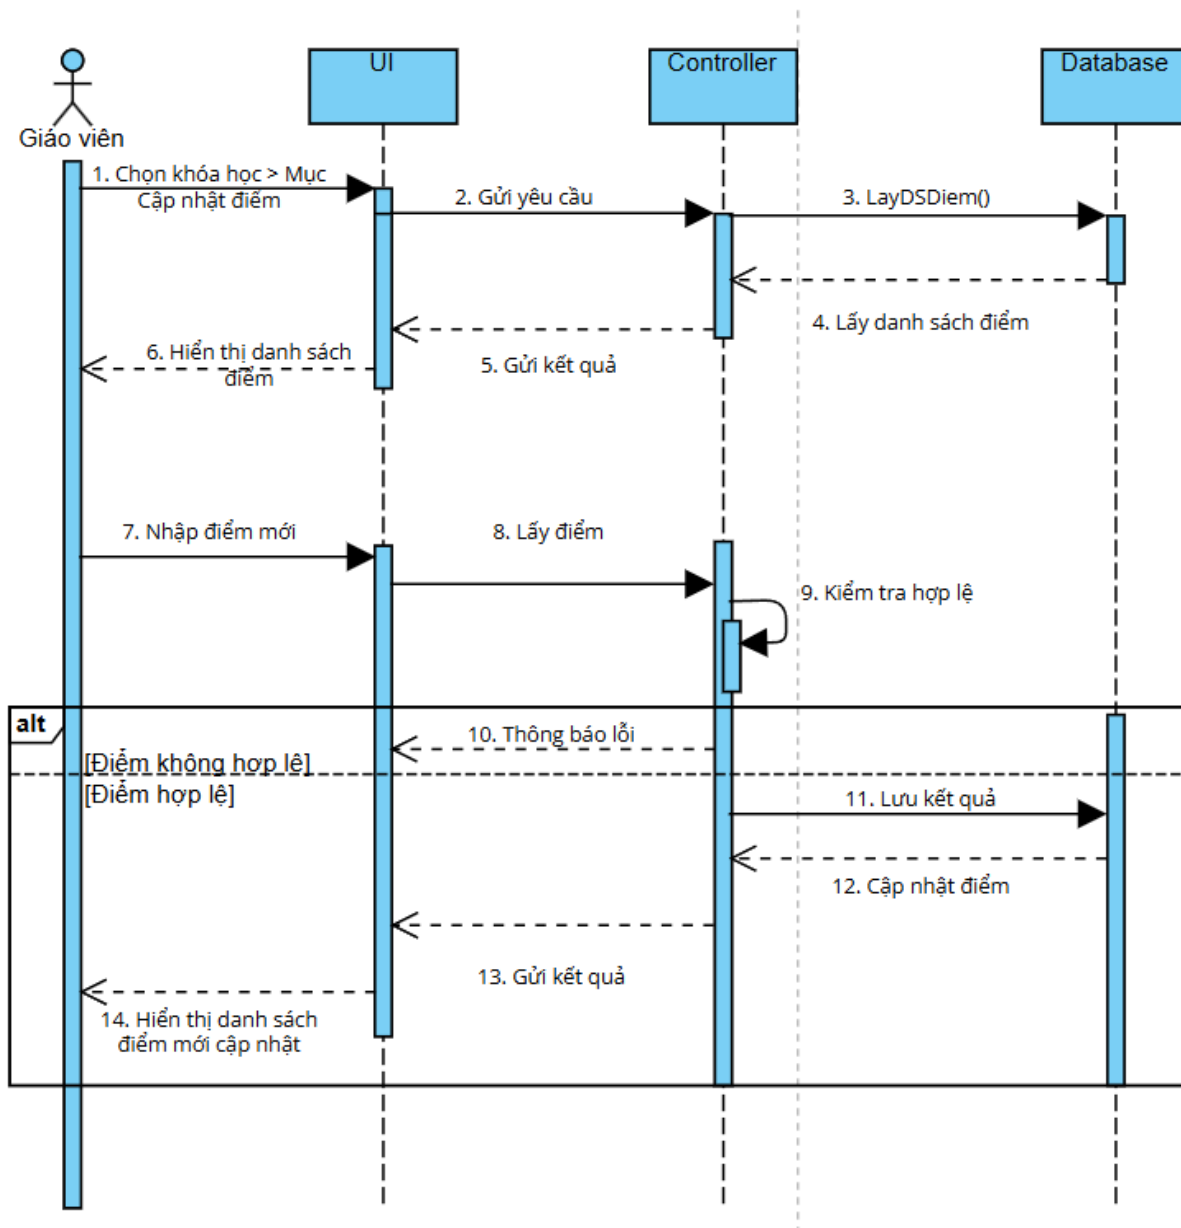 UI
Controller
Database
Giáo viên
1. Chọn khóa học > Mục
Cập nhật điểm
2. Gửi yêu cầu
3. LayDSDiem()
4. Lấy danh sách điểm
5. Gửi kết quả
6. Hiển thị danh sách
điểm
7. Nhập điểm mới
8. Lấy điểm
9. Kiểm tra hợp lệ
alt
10. Thông báo lỗi
[Điểm không hơp lệ]
[Điểm hợp lệ]
11. Lưu kết quả
12. Cập nhật điểm
13. Gửi kết quả
14. Hiển thị danh sách
điểm mới cập nhật